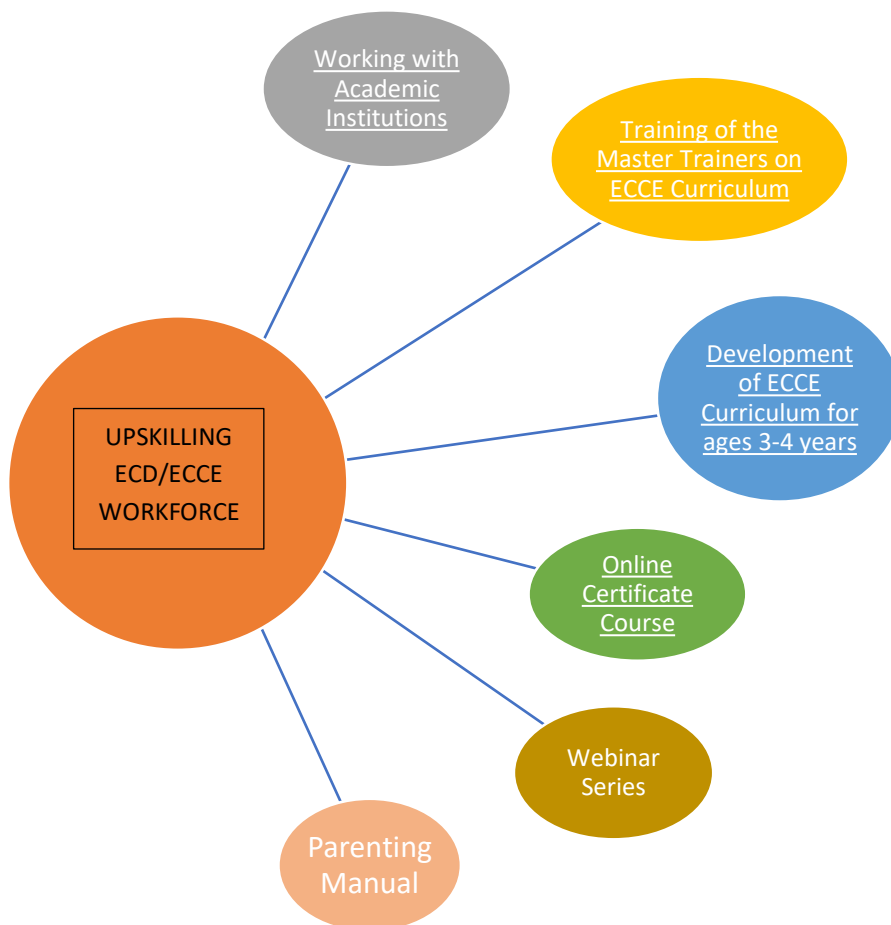 Working with
Academic
Institutions
Training of the
Master Trainers on
ECCE Curriculum
Development
of ECCE
Curriculum for
ages 3-4 years
UPSKILLING
ECD/ECCE
WORKFORCE
Online
Certificate
Course
Webinar
Series
Parenting
Manual